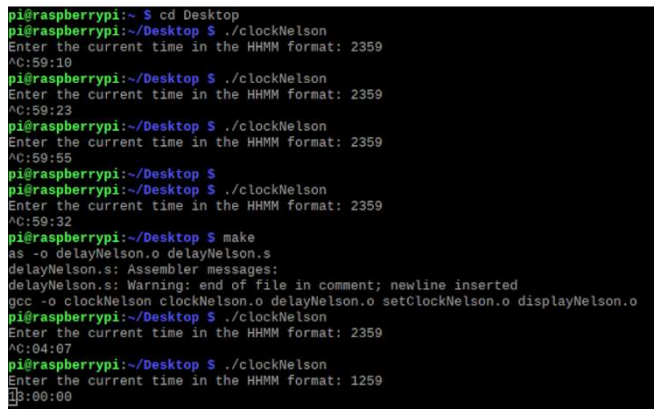 pi@raspberrypi:~ $ cd Desktop
pi@raspberrypi:~/Desktop $ ./clockNelson
Enter the current time in the HHMM format: 2359
^C:59:10
pi@raspberrypi:~/Desktop $ ./clockNelson
Enter the current time in the HHMM format: 2359
^C:59:23
pi@raspberrypi:~/Desktop $ ./clockNelson
Enter the current time in the HHMM format: 2359
^C:59:55
pi@raspberrypi:~/Desktop $
pi@raspberrypi:~/Desktop $ ./clockNelson
Enter the current time in the HHMM format: 2359
^C:59:32
pi@raspberrypi:~/Desktop $ make
as -o delayNelson.o delayNelson.s
delayNelson.s: Assembler messages:
delayNelson.s: Warning: end of file in comment; newline inserted
gcc -o clockNelson clockNelson.o delayNelson.o setClockNelson.o displayNelson.o
pi@raspberrypi:~/Desktop $ ./clockNelson
Enter the current time in the HHMM format: 2359
^C:04:07
pi@raspberrypi:~/Desktop $ ./clockNelson
Enter the current time in the HHMM format: 1259
13:00:00